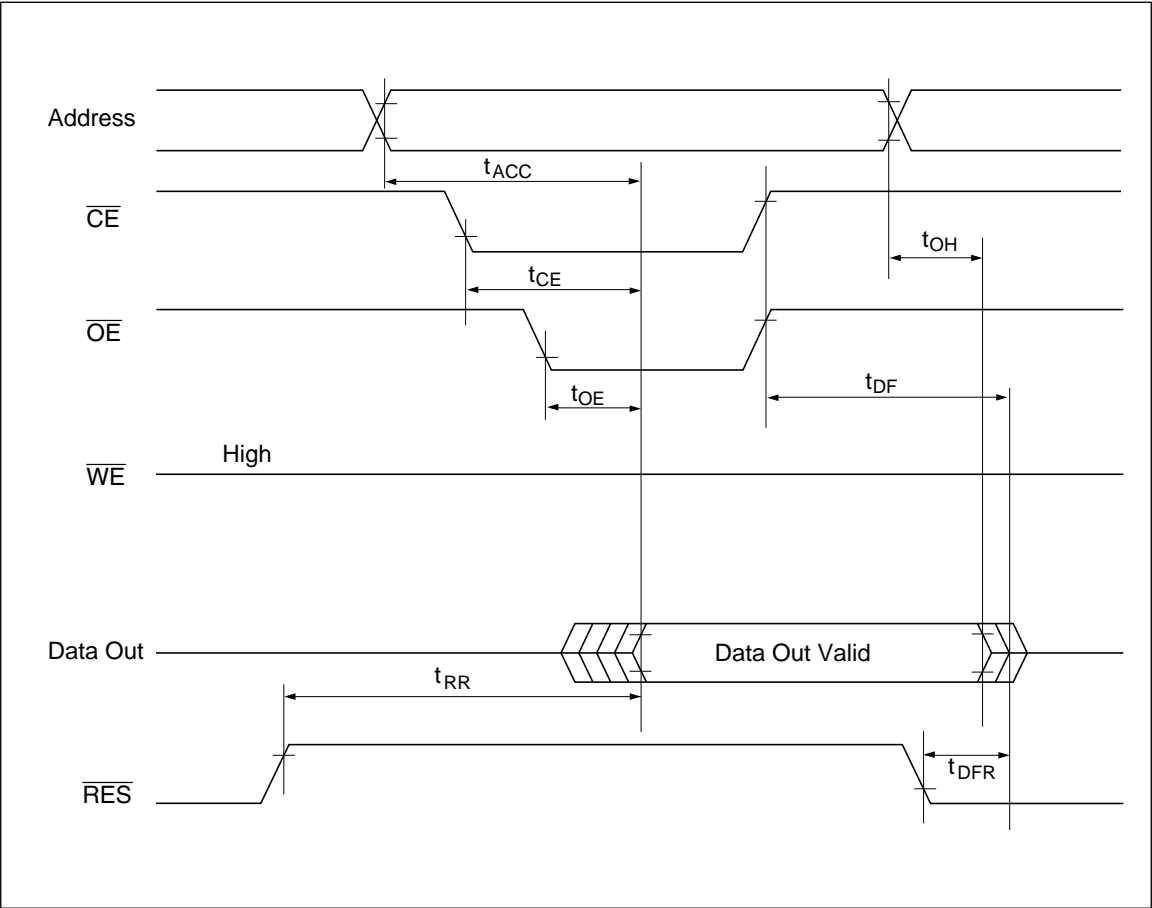 Address
tACC
CE
tOH
tCE
OE
tDF
tOE
High
WE
Data Out
Data Out Valid
tRR
tDFR
RES